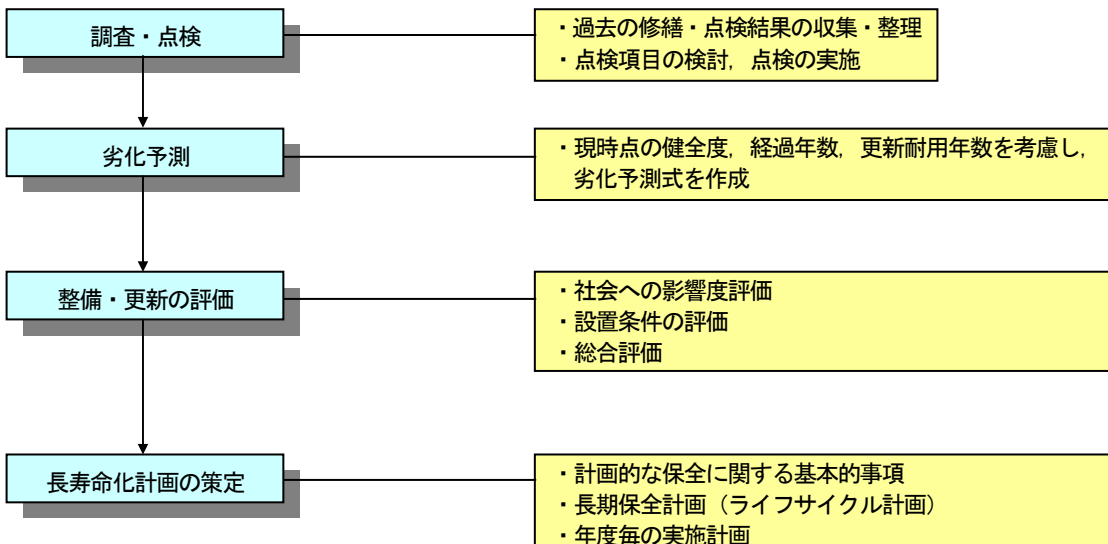 調査・点検
・過去の修繕・点検結果の収集・整理
・点検項目の検討，点検の実施
劣化予測
・現時点の健全度，経過年数，更新耐用年数を考慮し，
劣化予測式を作成
整備・更新の評価
・社会への影響度評価
・設置条件の評価
・総合評価
長寿命化計画の策定
・計画的な保全に関する基本的事項
・長期保全計画（ライフサイクル計画）
・年度毎の実施計画